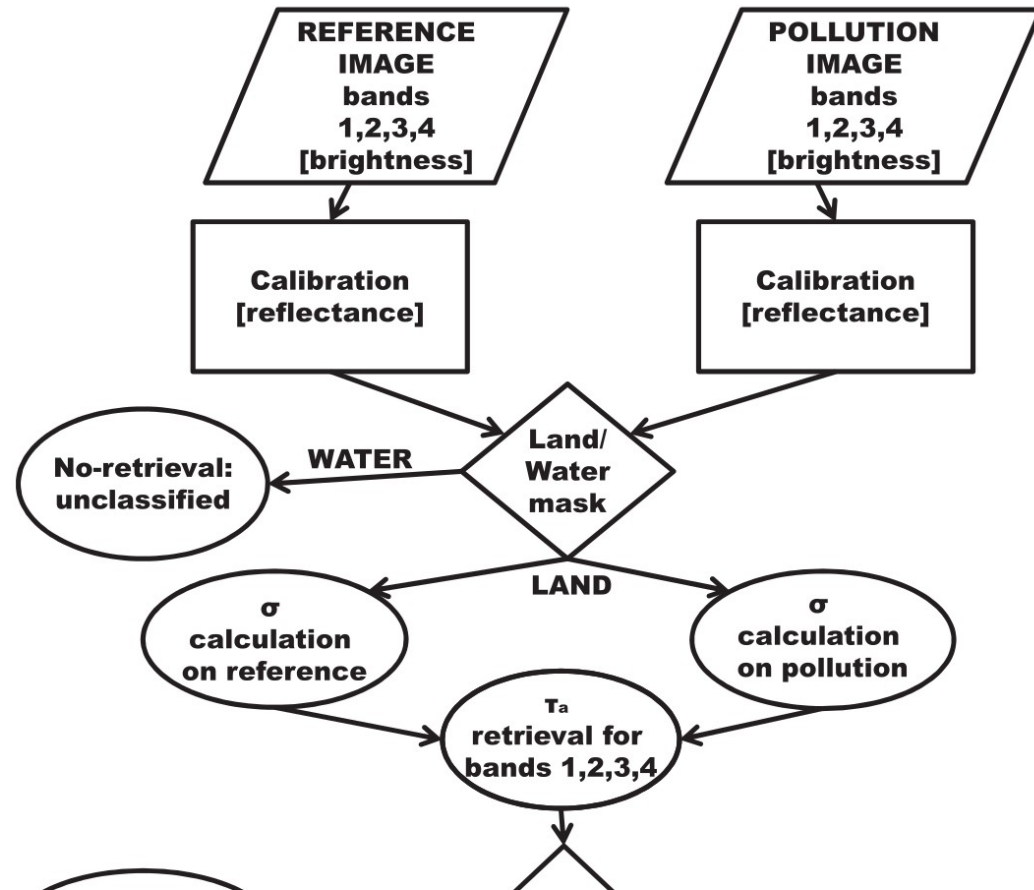 REFERENCE
IMAGE
bands
1,2,3,4
[brightness]
POLLUTION
IMAGE
bands
1,2,3,4
[brightness]
Calibration
[reflectance]
Calibration
[reflectance]
Land/
Water
mask
WATER
No-retrieval:
unclassified
LAND
σ
calculation
on reference
σ
calculation
on pollution
τa
retrieval for
bands 1,2,3,4